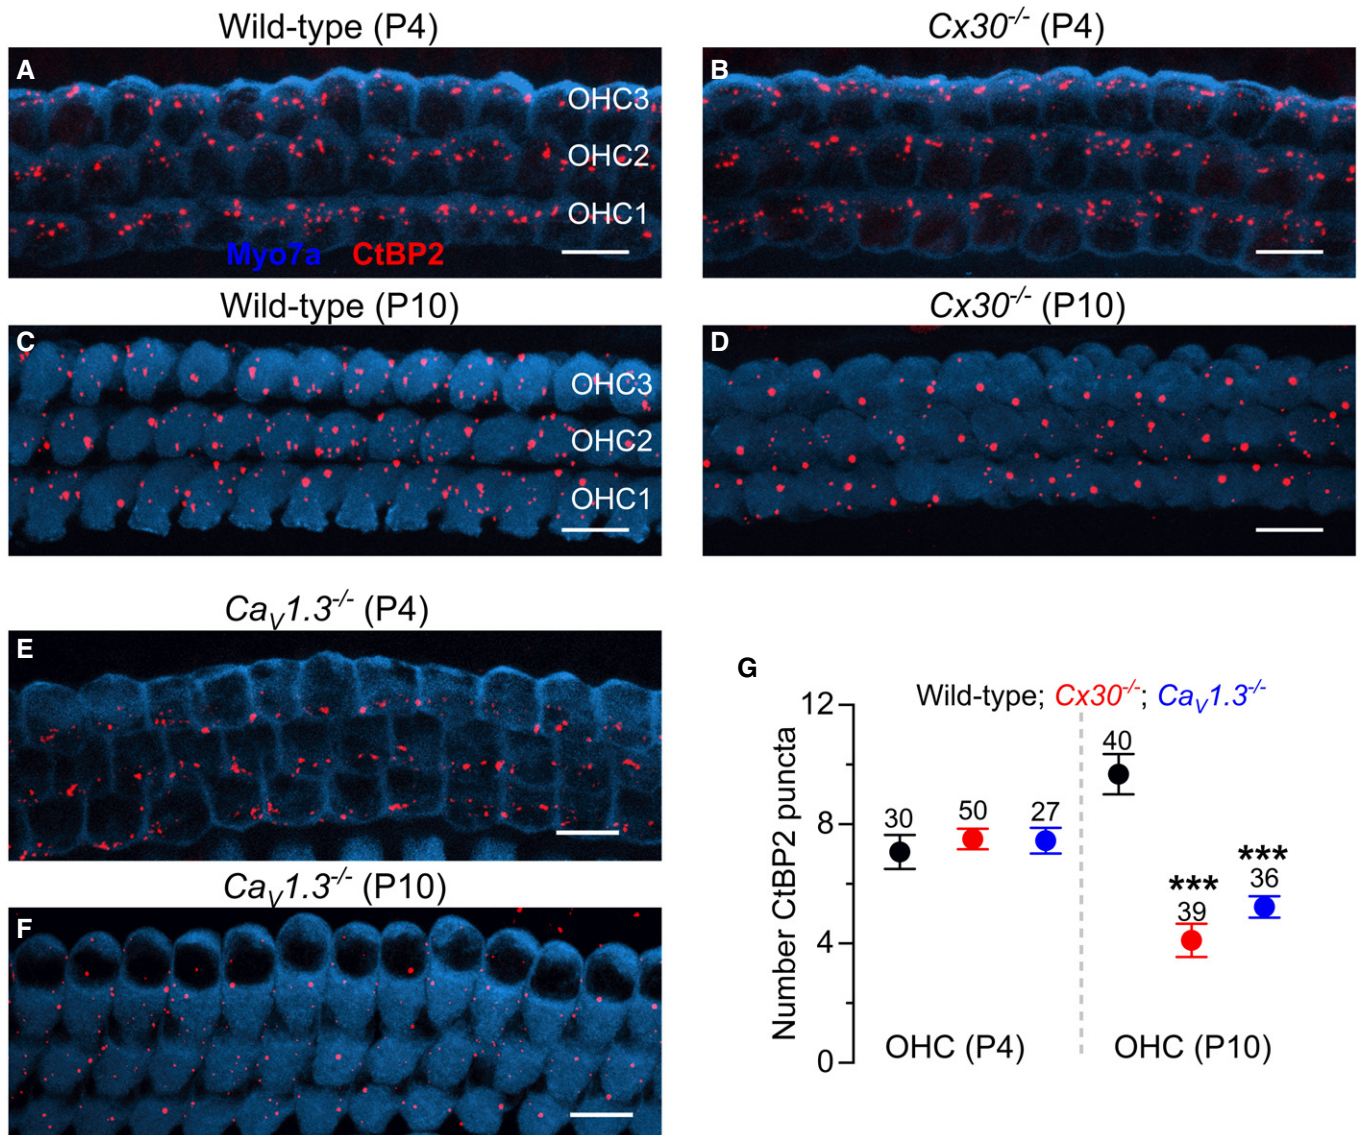 Wild-type (P4)
Cx30-/- (P4)
A
OHC3
OHC2
OHC1
Myo7a CtBP2
B
Wild-type (P10)
Cx30-/- (P10)
C
OHC3
OHC2
OHC1
D
CaV1.3-/- (P4)
E
CaV1.3-/- (P10)
F
G
Wild-type; Cx30-/-; CaV1.3-/-
Number CtBP2 puncta
12
8
4
0
30
50
27
40
***
39
***
36
OHC (P4)
OHC (P10)